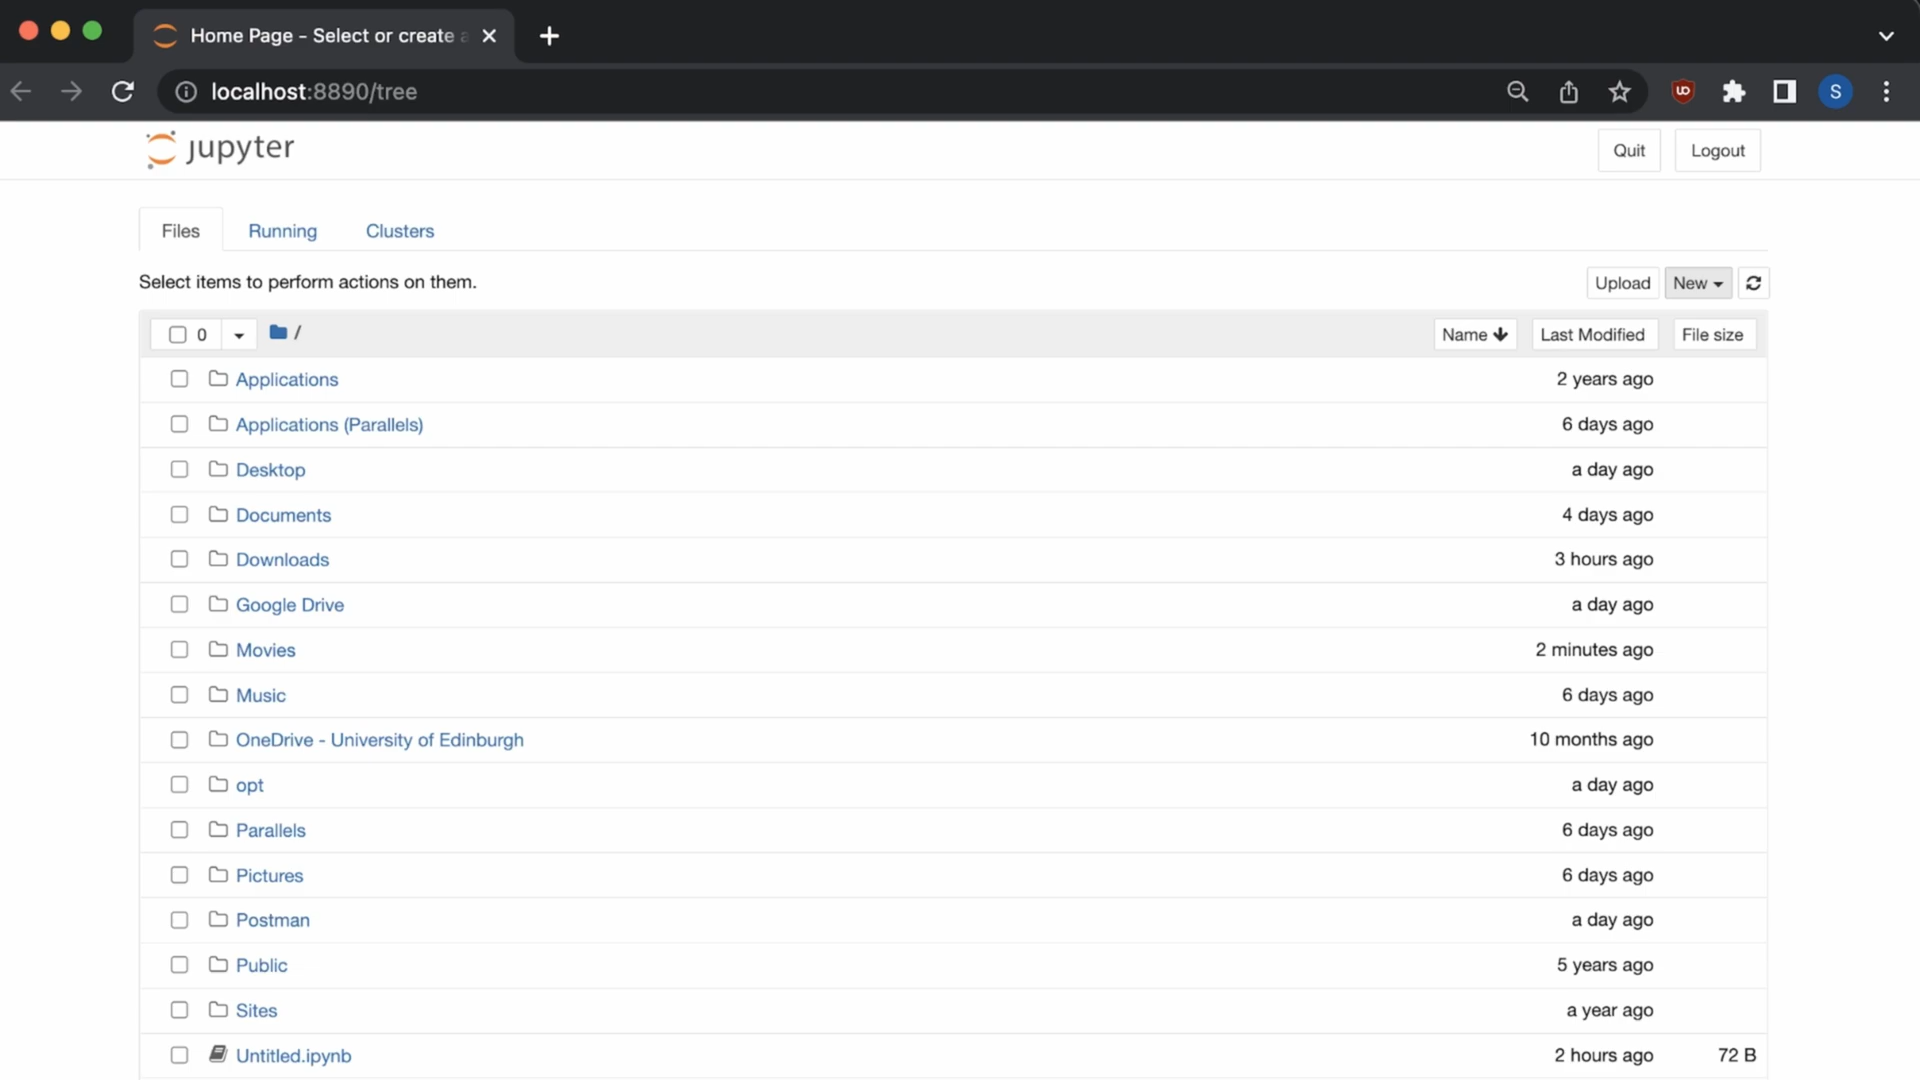 Home Page - Select or create a
localhost:8890/tree
S
jupyter
Quit
Logout
Files
Running
Clusters
Select items to perform actions on them.
Upload
New
0
/
Name
Last Modified
File size
Applications
2 years ago
Applications (Parallels)
6 days ago
Desktop
a day ago
Documents
4 days ago
Downloads
3 hours ago
Google Drive
a day ago
Movies
2 minutes ago
Music
6 days ago
OneDrive - University of Edinburgh
10 months ago
opt
a day ago
Parallels
6 days ago
Pictures
6 days ago
Postman
a day ago
Public
5 years ago
Sites
a year ago
Untitled.ipynb
2 hours ago
72 B